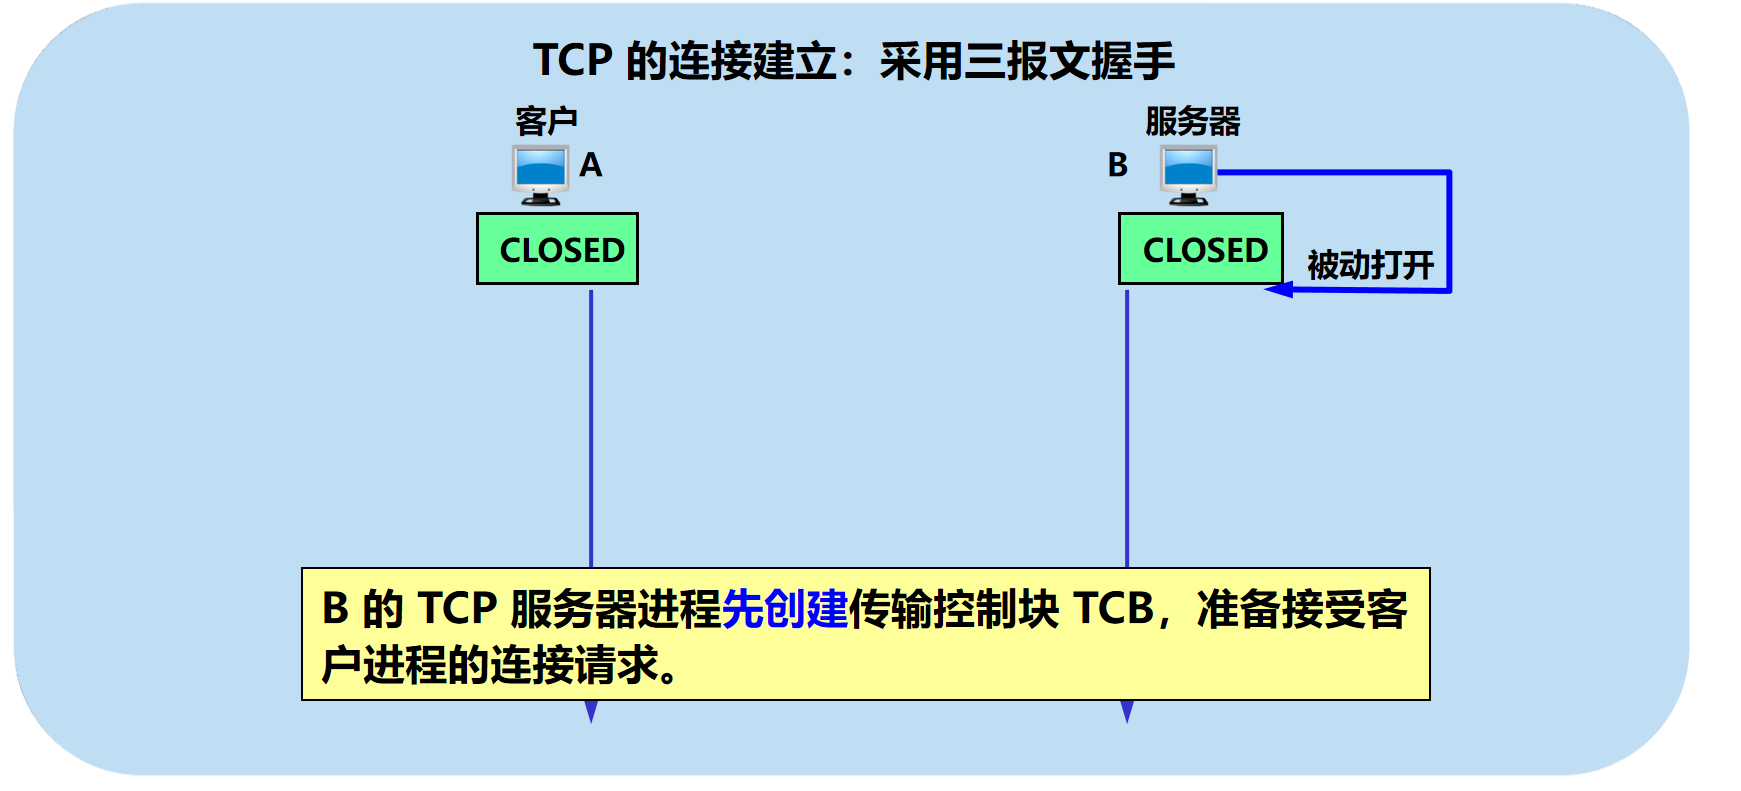 TCP 的连接建立：采用三报文握手
客户
服务器
A
B
CLOSED
CLOSED
被动打开
B 的 TCP 服务器进程先创建传输控制块 TCB，准备接受客
户进程的连接请求。